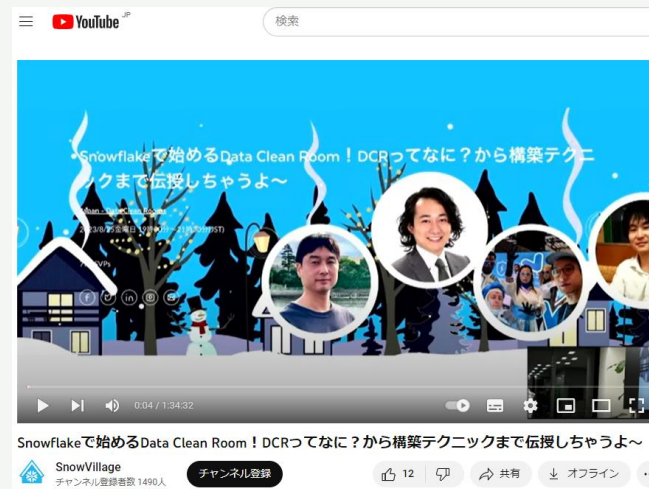 YouTube JP
検索
Snowflakeで始めるData Clean Room！DCRってなに？から構築テクニ
ックまで伝授しちゃうよ〜
0:04 / 1:34:32
Snowflakeで始めるData Clean Room！DCRってなに？から構築テクニックまで伝授しちゃうよ〜
SnowVillage
チャンネル登録者数 1490人
チャンネル登録
12
共有
オフライン